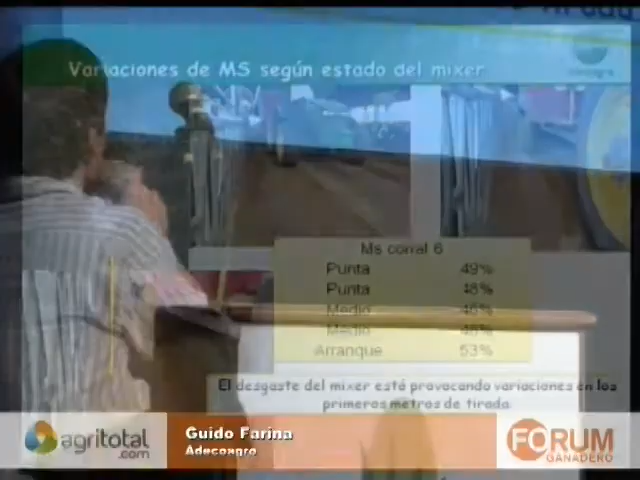 Variaciones de MS según estado del mixer
Ms corral 6
Punta 49%
Punta 48%
Medio 46%
Medio
Arranque 53%
El desgaste del mixer está provocando variaciones en los
primeros metros de tirada.
agritotal
.com
Guido Farina
Adecoagro
FORUM
GANADERO